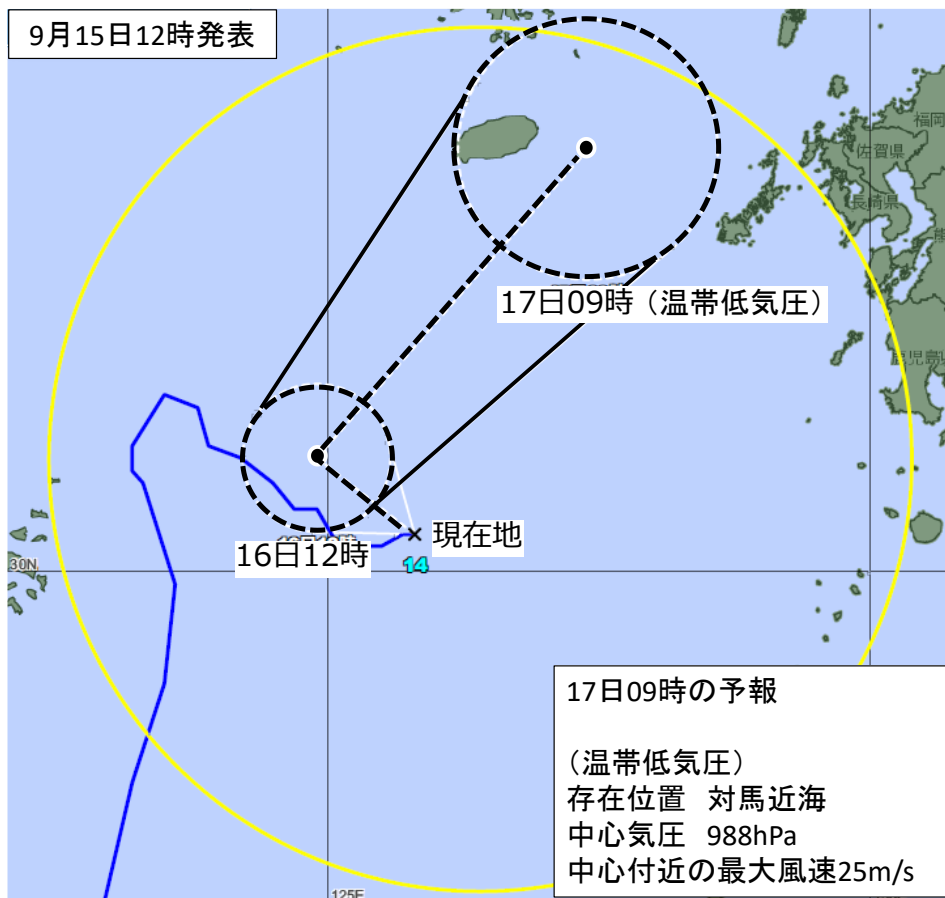 9月15日12時発表
福岡
佐賀県
長崎県
17日09時（温帯低気圧）
鹿児島
現在地
16日12時
14
30N
17日09時の予報
（温帯低気圧）
存在位置　対馬近海
中心気圧　988hPa
中心付近の最大風速25m/s
125E